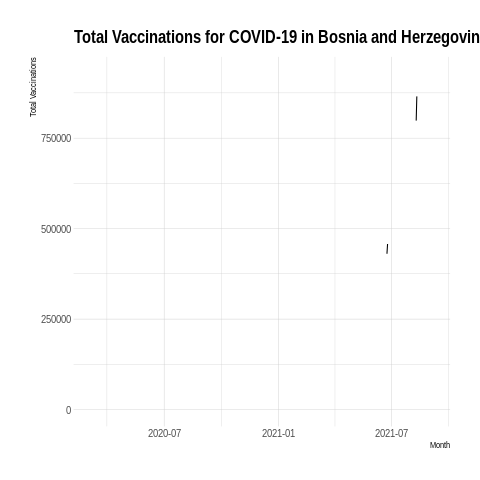 Total Vaccinations for COVID-19 in Bosnia and Herzegovin
Total Vaccinations
750000
500000
250000
0
2020-07 2021-01 2021-07
Month